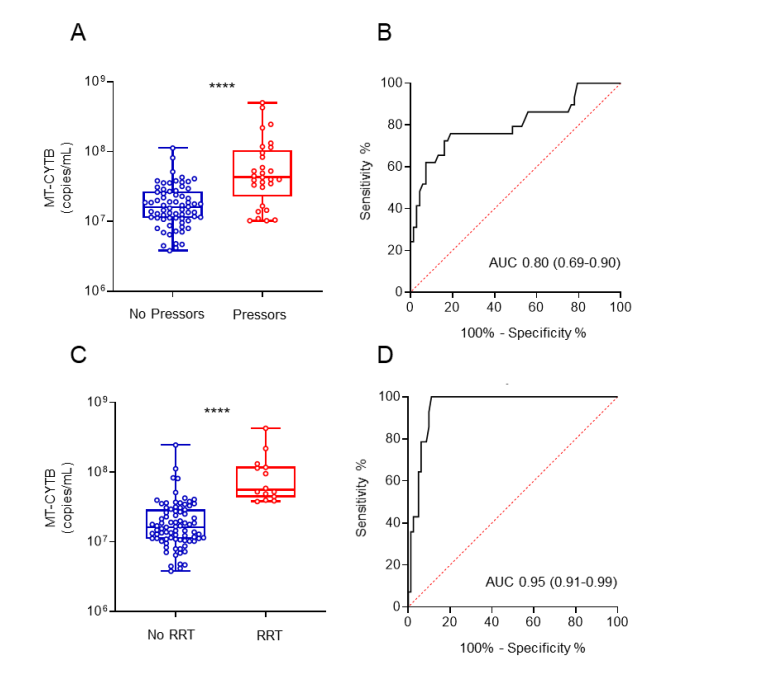 A
B
MT-CYTB
(copies/mL)
10⁹
10⁸
10⁷
10⁶
****
No Pressors
Pressors
Sensitivity %
100
80
60
40
20
0
AUC 0.80 (0.69-0.90)
0 20 40 60 80 100
100% - Specificity %
C
D
MT-CYTB
(copies/mL)
10⁹
10⁸
10⁷
10⁶
****
No RRT
RRT
Sensitivity %
100
80
60
40
20
0
AUC 0.95 (0.91-0.99)
0 20 40 60 80 100
100% - Specificity %